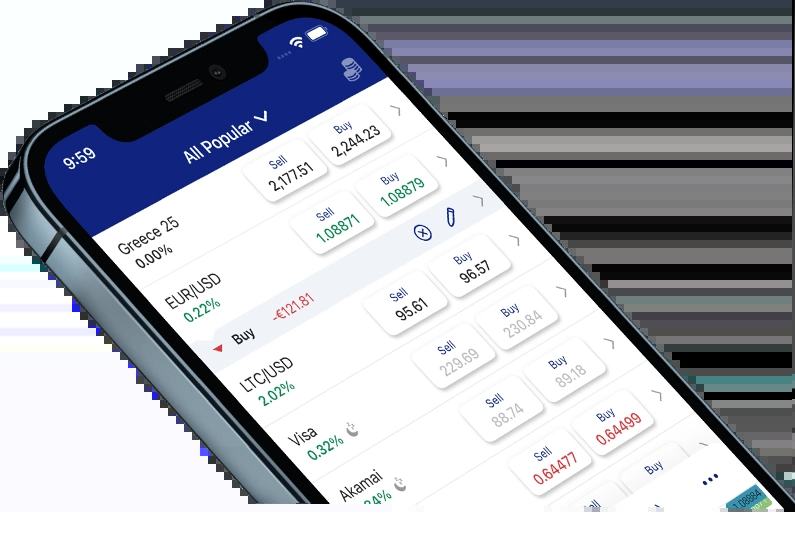 9:59
All Popular
Greece 25
0.00%
Sell
2,177.51
Buy
2,244.23
EUR/USD
0.22%
Sell
1.08871
Buy
1.08879
Buy
-€121.81
LTC/USD
2.02%
Sell
95.61
Buy
96.57
Visa
0.32%
Sell
229.69
Buy
230.84
Akamai
Sell
88.74
Buy
89.18
Sell
0.64477
Buy
0.64499
Buy
1.08864